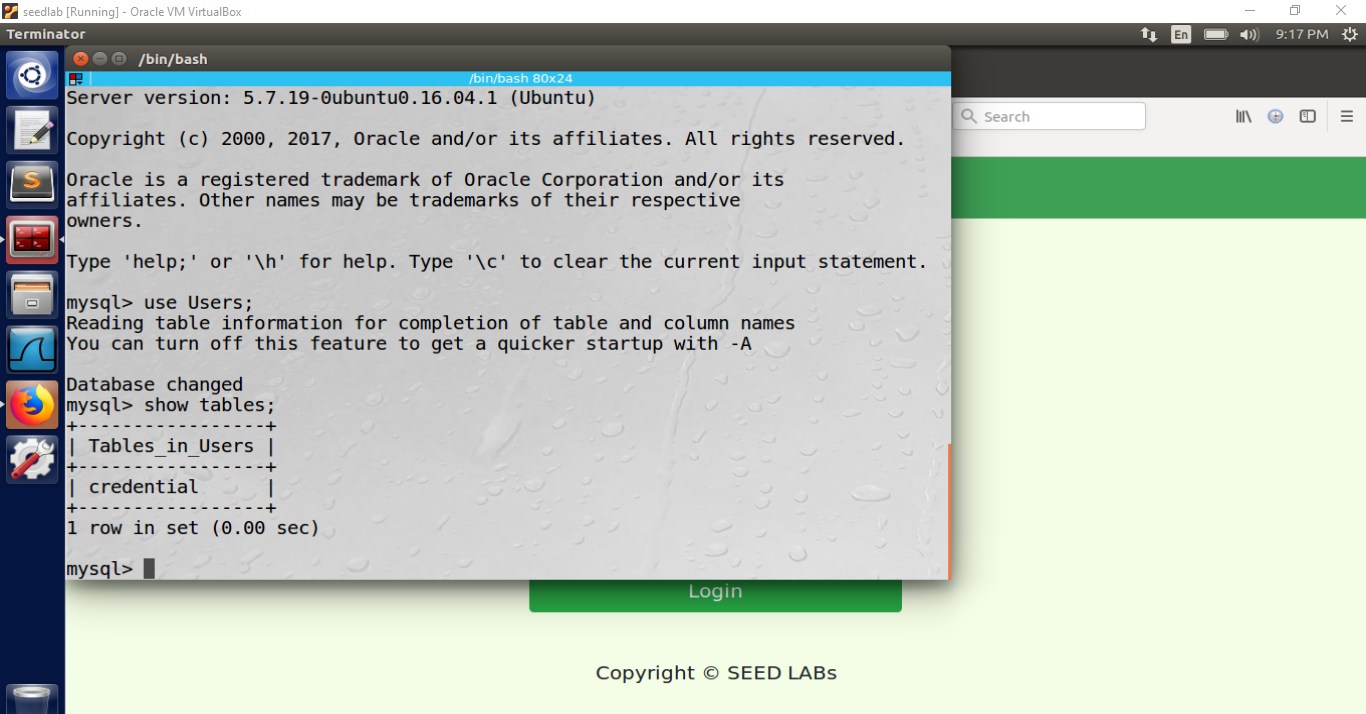 seedlab [Running] - Oracle VM VirtualBox
Terminator
En
9:17 PM
/bin/bash
/bin/bash 80x24
Server version: 5.7.19-0ubuntu0.16.04.1 (Ubuntu)
Copyright (c) 2000, 2017, Oracle and/or its affiliates. All rights reserved.
Oracle is a registered trademark of Oracle Corporation and/or its
affiliates. Other names may be trademarks of their respective
owners.
Type 'help;' or '\h' for help. Type '\c' to clear the current input statement.
mysql> use Users;
Reading table information for completion of table and column names
You can turn off this feature to get a quicker startup with -A
Database changed
mysql> show tables;
+-----------------+
| Tables_in_Users |
+-----------------+
| credential      |
+-----------------+
1 row in set (0.00 sec)
mysql>
Search
Login
Copyright © SEED LABs